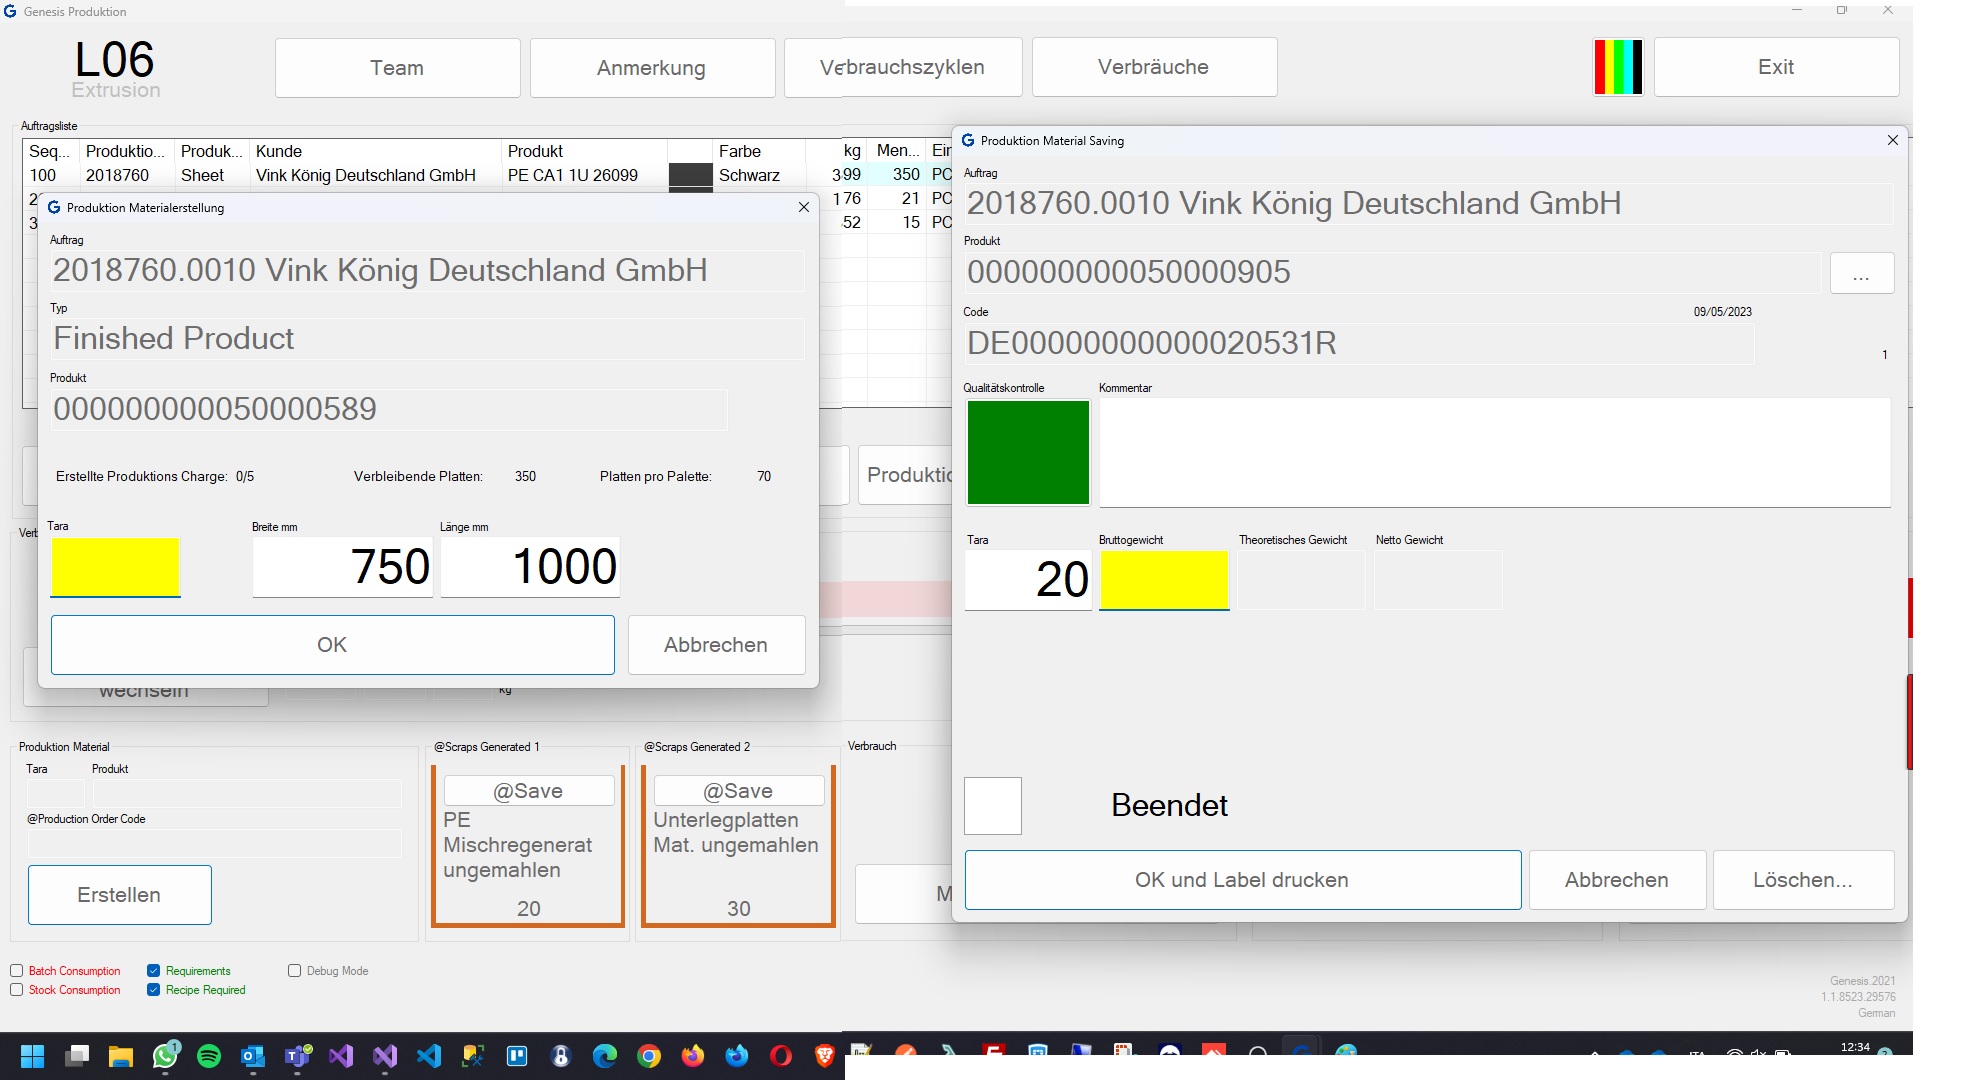 Genesis Produktion
L06
Extrusion
Team
Anmerkung
Verbrauchszyklen
Verbräuche
Exit
Auftragsliste
Seq... Produktio... Produk... Kunde Produkt Farbe kg Men... Ein
100 2018760 Sheet Vink König Deutschland GmbH PE CA1 1U 26099 Schwarz 399 350 PC
2 176 21 PC
3 52 15 PC
Produktion Materialerstellung
Auftrag
2018760.0010 Vink König Deutschland GmbH
Typ
Finished Product
Produkt
000000000050000589
Erstellte Produktions Charge: 0/5 Verbleibende Platten: 350 Platten pro Palette: 70
Tara Breite mm Länge mm
750 1000
OK Abbrechen
Produktion Material Saving
Auftrag
2018760.0010 Vink König Deutschland GmbH
Produkt
000000000050000905
...
Code 09/05/2023
DE00000000000020531R
1
Qualitätskontrolle Kommentar
Tara Bruttogewicht Theoretisches Gewicht Netto Gewicht
20
Beendet
OK und Label drucken Abbrechen Löschen...
Produktio
Verb
wechseln
kg
Produktion Material
Tara Produkt
@Production Order Code
Erstellen
@Scraps Generated 1
@Save
PE
Mischregenerat
ungemahlen
20
@Scraps Generated 2
@Save
Unterlegplatten
Mat. ungemahlen
30
Verbrauch
M
Batch Consumption Requirements Debug Mode
Stock Consumption Recipe Required
Genesis.2021
1.1.8523.29576
German
1
ITA
12:34
2